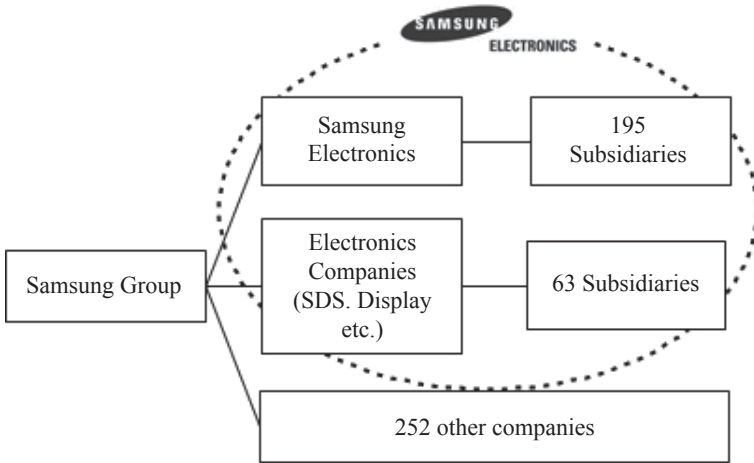 SAMSUNG
ELECTRONICS
Samsung
Electronics
195
Subsidiaries
Samsung Group
Electronics
Companies
(SDS. Display
etc.)
63 Subsidiaries
252 other companies